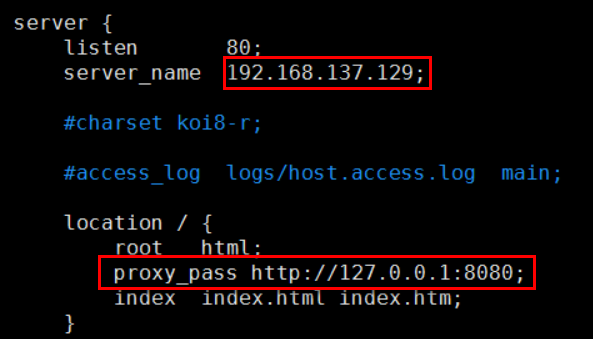 server {
    listen       80;
    server_name  192.168.137.129;
    #charset koi8-r;
    #access_log  logs/host.access.log  main;
    location / {
        root   html;
        proxy_pass http://127.0.0.1:8080;
        index  index.html index.htm;
    }